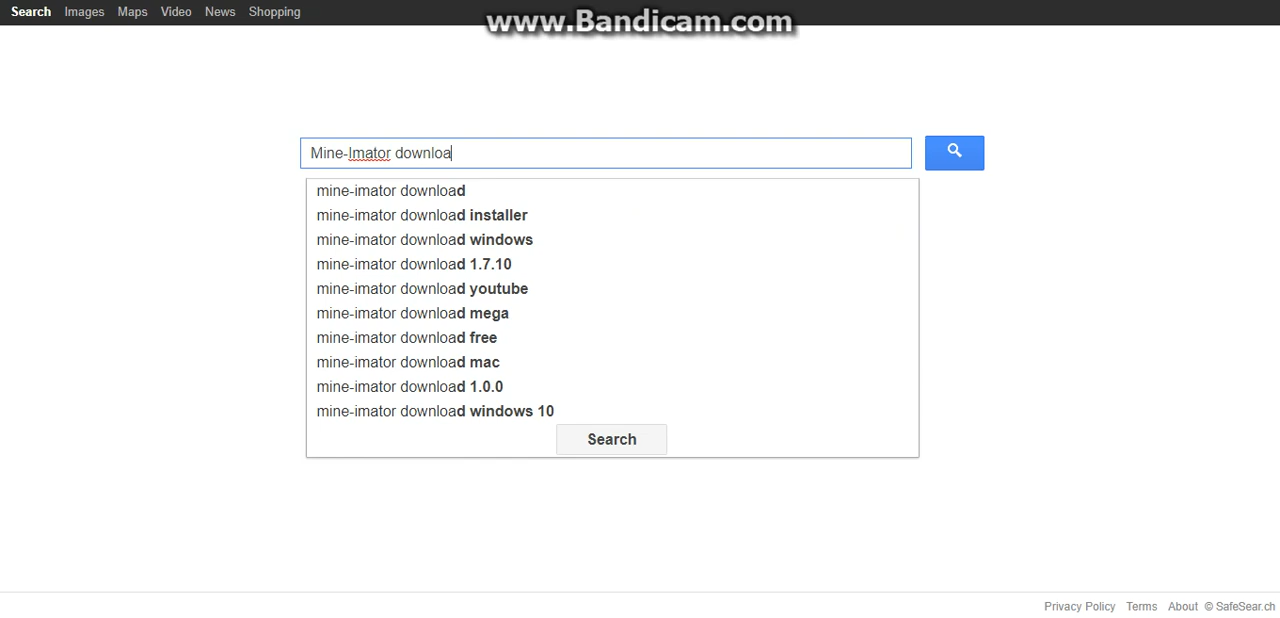 Search Images Maps Video News Shopping
www.Bandicam.com
Mine-Imator downloa
mine-imator download
mine-imator download installer
mine-imator download windows
mine-imator download 1.7.10
mine-imator download youtube
mine-imator download mega
mine-imator download free
mine-imator download mac
mine-imator download 1.0.0
mine-imator download windows 10
Search
Privacy Policy Terms About © SafeSear.ch